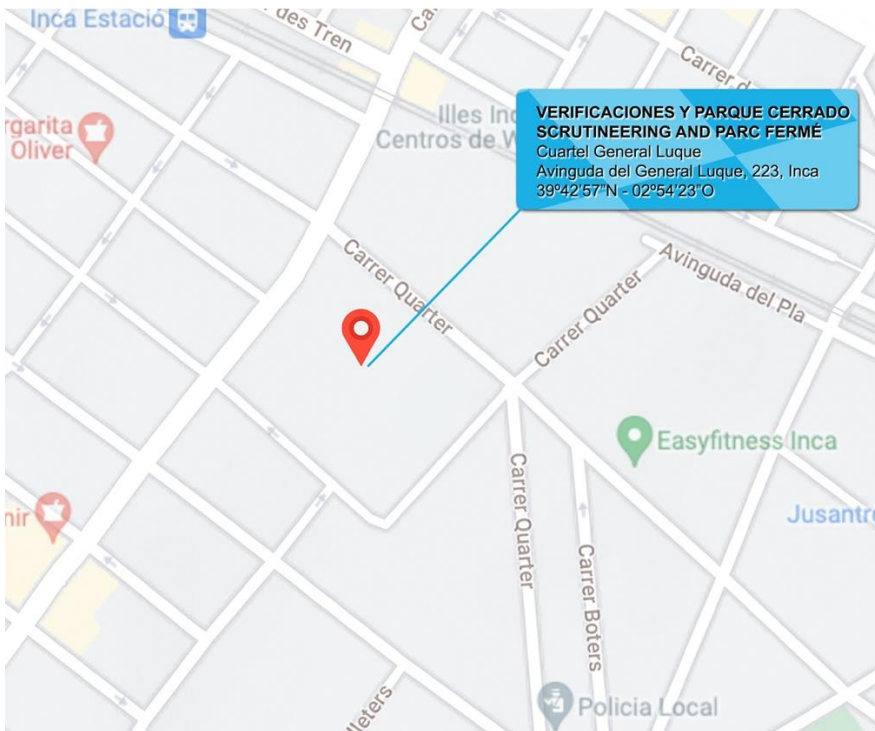 Inca Estació
des Tren
Carrer d
rgarita
Oliver
Illes Inc
Centros de W
VERIFICACIONES Y PARQUE CERRADO
SCRUTINEERING AND PARC FERMÉ
Cuartel General Luque
Avinguda del General Luque, 223, Inca
39º42'57"N - 02º54'23"O
Carrer Quarter
Carrer Quarter
Avinguda del Pla
Easyfitness Inca
Carrer Quarter
Carrer Boters
nir
Jusantr
lleters
Policia Local